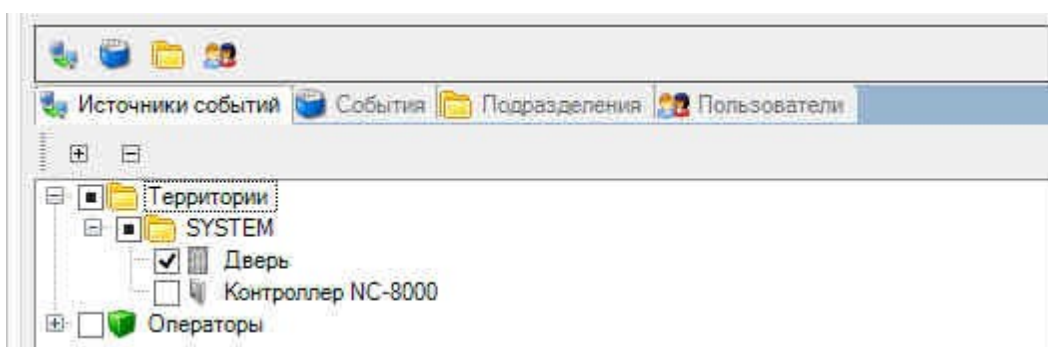 Источники событий События Подразделения Пользователи
Территории
SYSTEM
Дверь
Контроллер NC-8000
Операторы